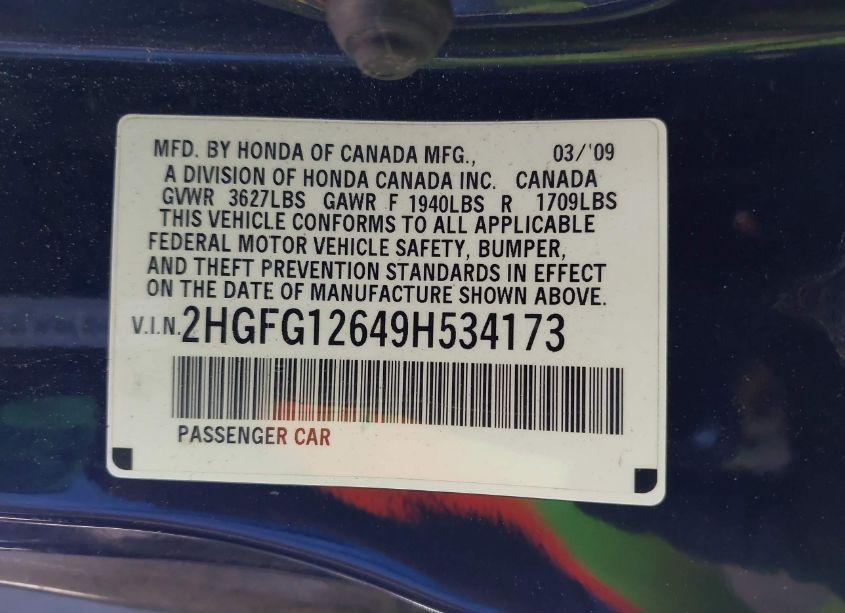 MFD. BY HONDA OF CANADA MFG., 03/'09
A DIVISION OF HONDA CANADA INC. CANADA
GVWR 3627LBS GAWR F 1940LBS R 1709LBS
THIS VEHICLE CONFORMS TO ALL APPLICABLE
FEDERAL MOTOR VEHICLE SAFETY, BUMPER,
AND THEFT PREVENTION STANDARDS IN EFFECT
ON THE DATE OF MANUFACTURE SHOWN ABOVE.
V.I.N. 2HGFG12649H534173
PASSENGER CAR